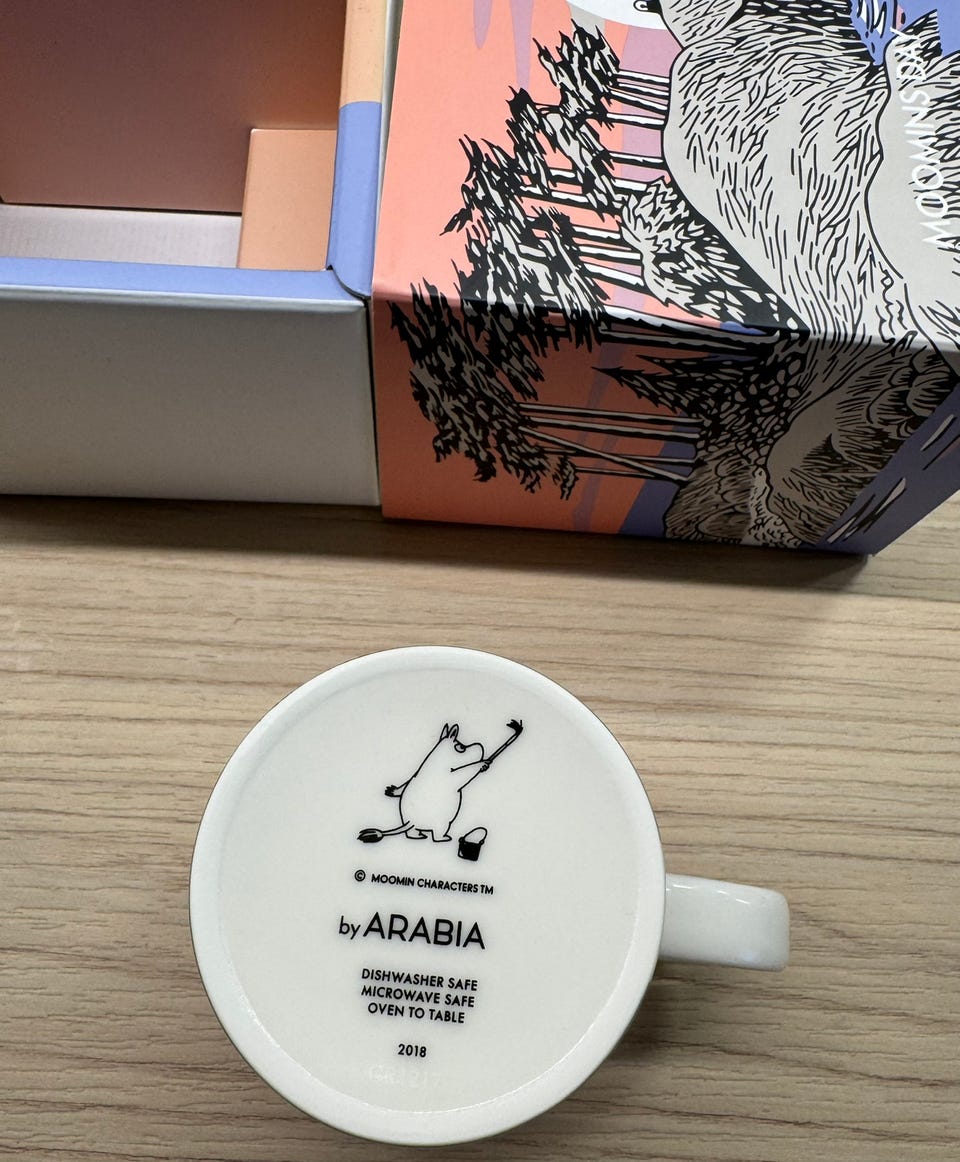 MOOMINS DAY
© MOOMIN CHARACTERS TM
by ARABIA
DISHWASHER SAFE
MICROWAVE SAFE
OVEN TO TABLE
2018